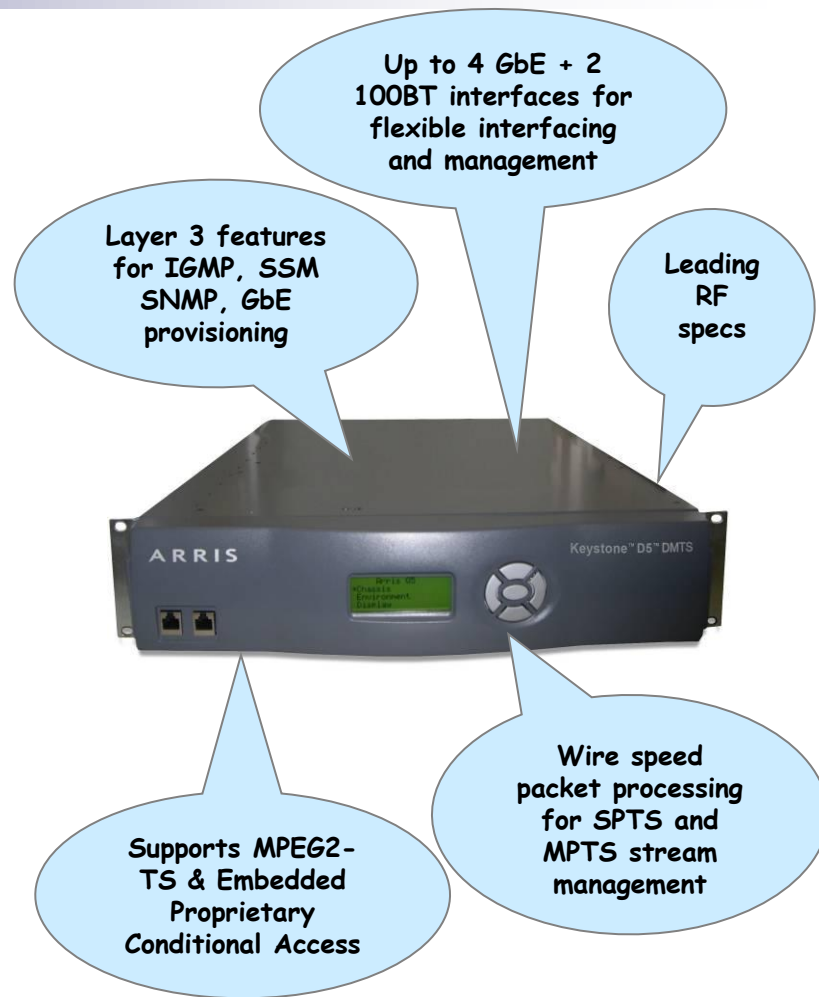 Up to 4 GbE + 2
100BT interfaces for
flexible interfacing
and management
Layer 3 features
for IGMP, SSM
SNMP, GbE
provisioning
Leading
RF
specs
ARRIS
Keystone™ D5™ DMTS
Arris D5
Chassis
Environment
Display
Wire speed
packet processing
for SPTS and
MPTS stream
management
Supports MPEG2-
TS & Embedded
Proprietary
Conditional Access